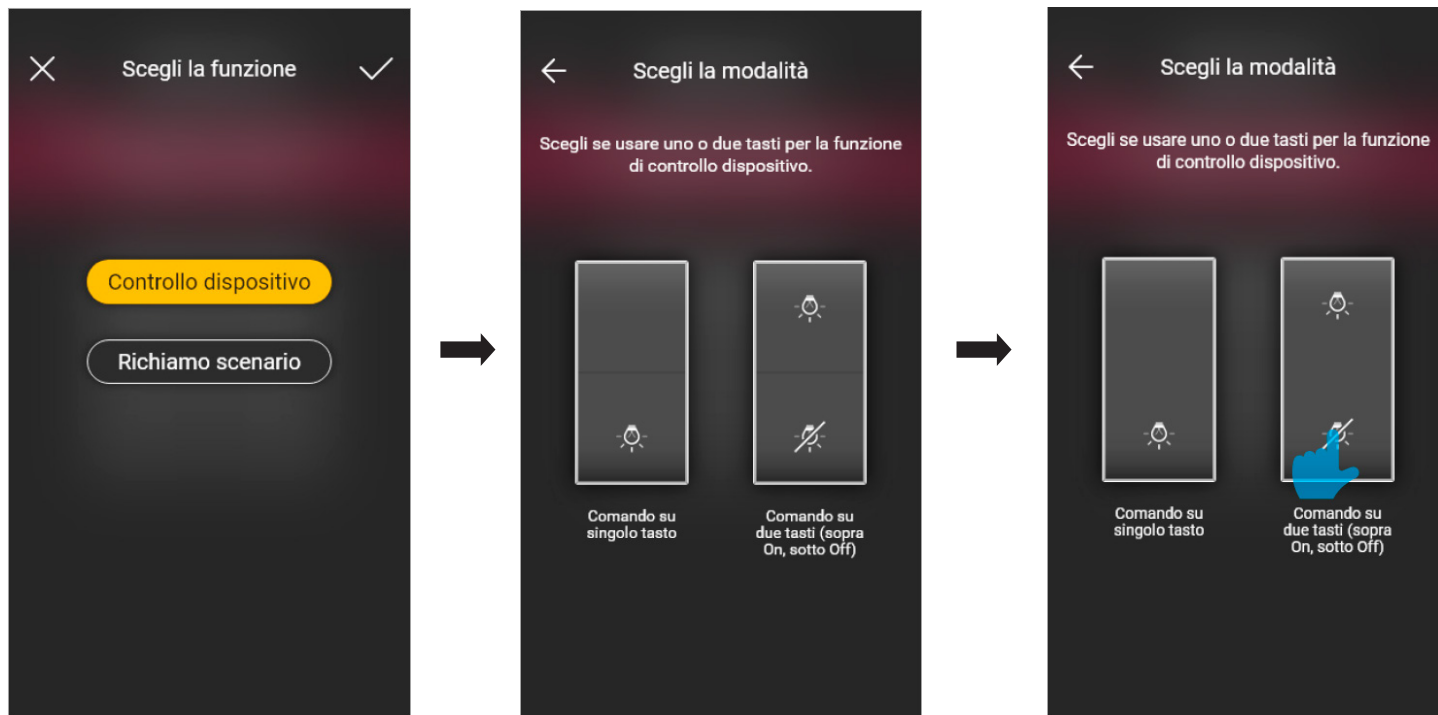 Scegli la funzione
Controllo dispositivo
Richiamo scenario
Scegli la modalità
Scegli se usare uno o due tasti per la funzione
di controllo dispositivo.
Comando su
singolo tasto
Comando su
due tasti (sopra
On, sotto Off)
Scegli la modalità
Scegli se usare uno o due tasti per la funzione
di controllo dispositivo.
Comando su
singolo tasto
Comando su
due tasti (sopra
On, sotto Off)